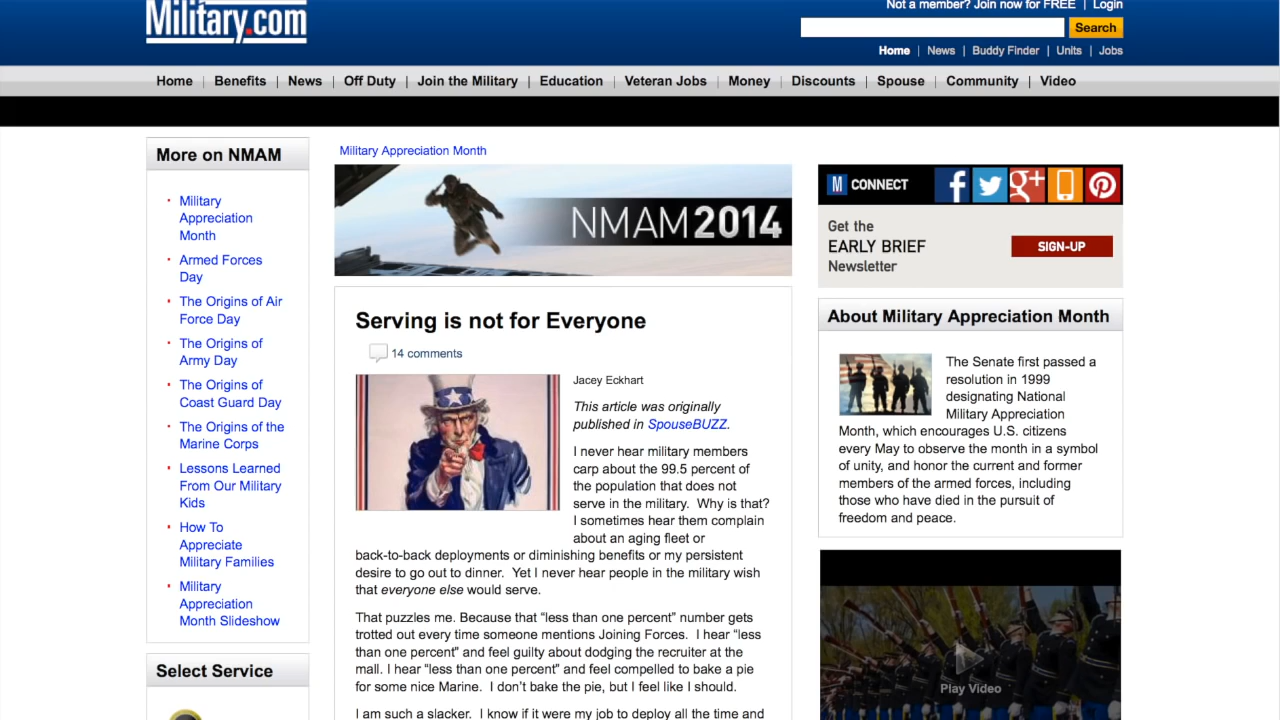 Military.com
Not a member? Join now for FREE | Login
Search
Home | News | Buddy Finder | Units | Jobs
Home | Benefits | News | Off Duty | Join the Military | Education | Veteran Jobs | Money | Discounts | Spouse | Community | Video
More on NMAM
Military
Appreciation
Month
Armed Forces
Day
The Origins of Air
Force Day
The Origins of
Army Day
The Origins of
Coast Guard Day
The Origins of the
Marine Corps
Lessons Learned
From Our Military
Kids
How To
Appreciate
Military Families
Military
Appreciation
Month Slideshow
Select Service
Military Appreciation Month
NMAM2014
Serving is not for Everyone
14 comments
Jacey Eckhart
This article was originally
published in SpouseBUZZ.
I never hear military members
carp about the 99.5 percent of
the population that does not
serve in the military. Why is that?
I sometimes hear them complain
about an aging fleet or
back-to-back deployments or diminishing benefits or my persistent
desire to go out to dinner. Yet I never hear people in the military wish
that everyone else would serve.
That puzzles me. Because that “less than one percent” number gets
trotted out every time someone mentions Joining Forces. I hear “less
than one percent” and feel guilty about dodging the recruiter at the
mall. I hear “less than one percent” and feel compelled to bake a pie
for some nice Marine. I don’t bake the pie, but I feel like I should.
I am such a slacker. I know if it were my job to deploy all the time and
M CONNECT
f g+
Get the
EARLY BRIEF
Newsletter
SIGN-UP
About Military Appreciation Month
The Senate first passed a
resolution in 1999
designating National
Military Appreciation
Month, which encourages U.S. citizens
every May to observe the month in a symbol
of unity, and honor the current and former
members of the armed forces, including
those who have died in the pursuit of
freedom and peace.
Play Video